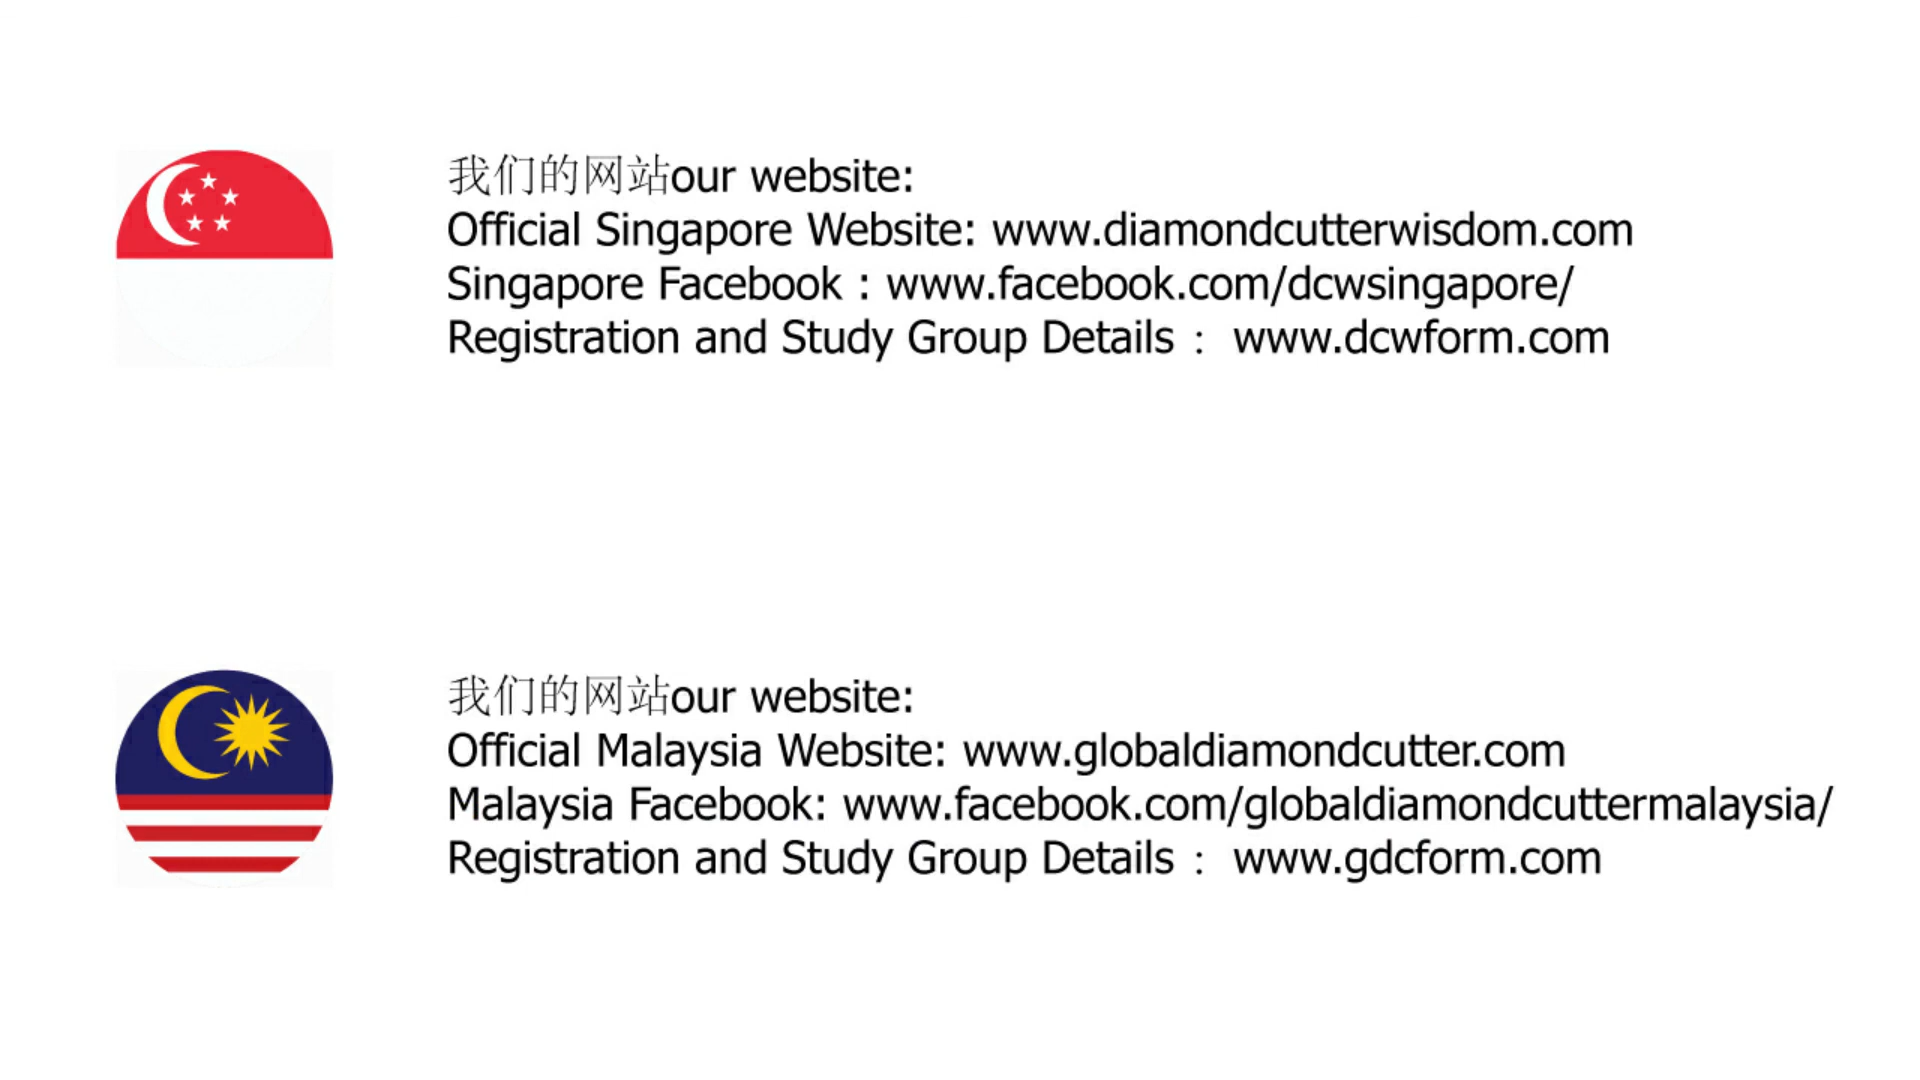 我们的网站our website:
Official Singapore Website: www.diamondcutterwisdom.com
Singapore Facebook : www.facebook.com/dcwsingapore/
Registration and Study Group Details ： www.dcwform.com
我们的网站our website:
Official Malaysia Website: www.globaldiamondcutter.com
Malaysia Facebook: www.facebook.com/globaldiamondcuttermalaysia/
Registration and Study Group Details ： www.gdcform.com